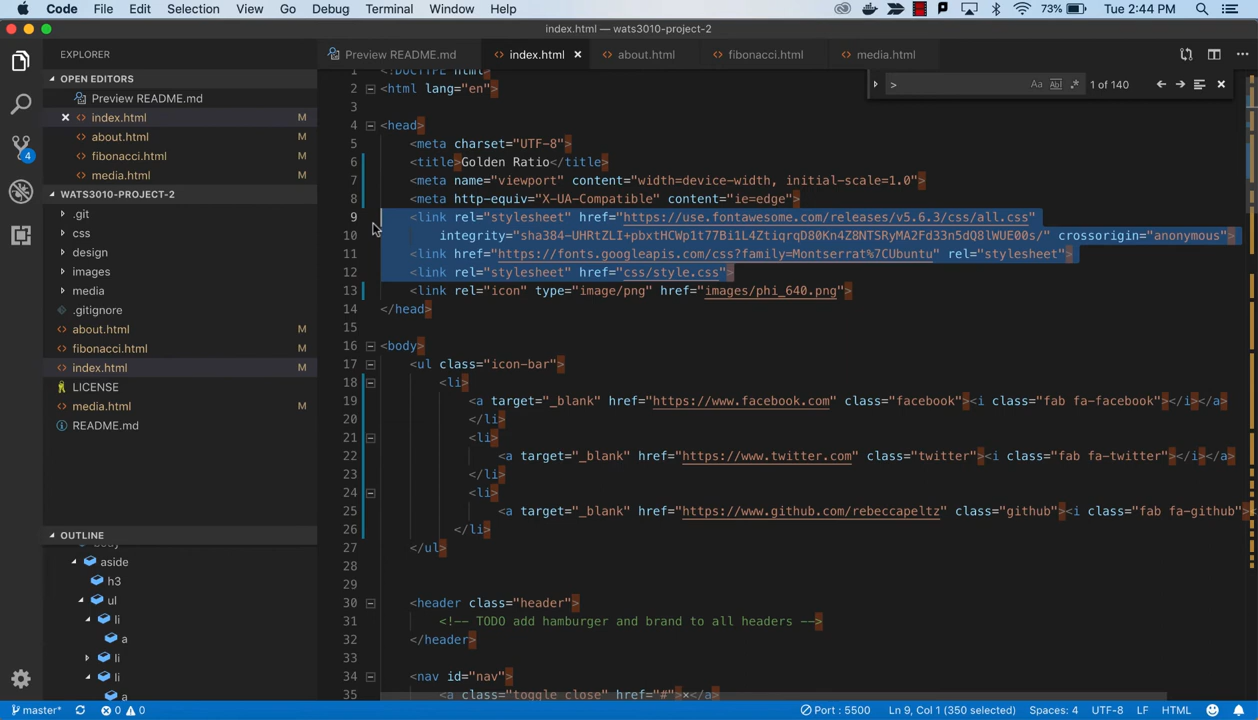 Code File Edit Selection View Go Debug Terminal Window Help 73% Tue 2:44 PM
index.html — wats3010-project-2
EXPLORER
Preview README.md index.html × about.html fibonacci.html media.html
OPEN EDITORS
Preview README.md
index.html M
about.html M
fibonacci.html M
media.html M
4
WATS3010-PROJECT-2
.git
css
design
images
media
.gitignore
about.html M
fibonacci.html M
index.html M
LICENSE
media.html M
README.md
OUTLINE
body
aside
h3
ul
li
a
li
li
a
> Aa Abl .* 1 of 140
1 <!DOCTYPE html>
2 <html lang="en">
3
4 <head>
5 <meta charset="UTF-8">
6 <title>Golden Ratio</title>
7 <meta name="viewport" content="width=device-width, initial-scale=1.0">
8 <meta http-equiv="X-UA-Compatible" content="ie=edge">
9 <link rel="stylesheet" href="https://use.fontawesome.com/releases/v5.6.3/css/all.css"
10 integrity="sha384-UHRtZLI+pbxtHCWp1t77Bi1L4ZtiqrqD80Kn4Z8NTSRyMA2Fd33n5dQ8lWUE00s/" crossorigin="anonymous">
11 <link href="https://fonts.googleapis.com/css?family=Montserrat%7CUbuntu" rel="stylesheet">
12 <link rel="stylesheet" href="css/style.css">
13 <link rel="icon" type="image/png" href="images/phi_640.png">
14 </head>
15
16 <body>
17 <ul class="icon-bar">
18 <li>
19 <a target="_blank" href="https://www.facebook.com" class="facebook"><i class="fab fa-facebook"></i></a>
20 </li>
21 <li>
22 <a target="_blank" href="https://www.twitter.com" class="twitter"><i class="fab fa-twitter"></i></a>
23 </li>
24 <li>
25 <a target="_blank" href="https://www.github.com/rebeccapeltz" class="github"><i class="fab fa-github"><
26 </li>
27 </ul>
28
29
30 <header class="header">
31 <!-- TODO add hamburger and brand to all headers -->
32 </header>
33
34 <nav id="nav">
35 <a class="toggle close" href="#">×</a>
master* 0 0 Port : 5500 Ln 9, Col 1 (350 selected) Spaces: 4 UTF-8 LF HTML